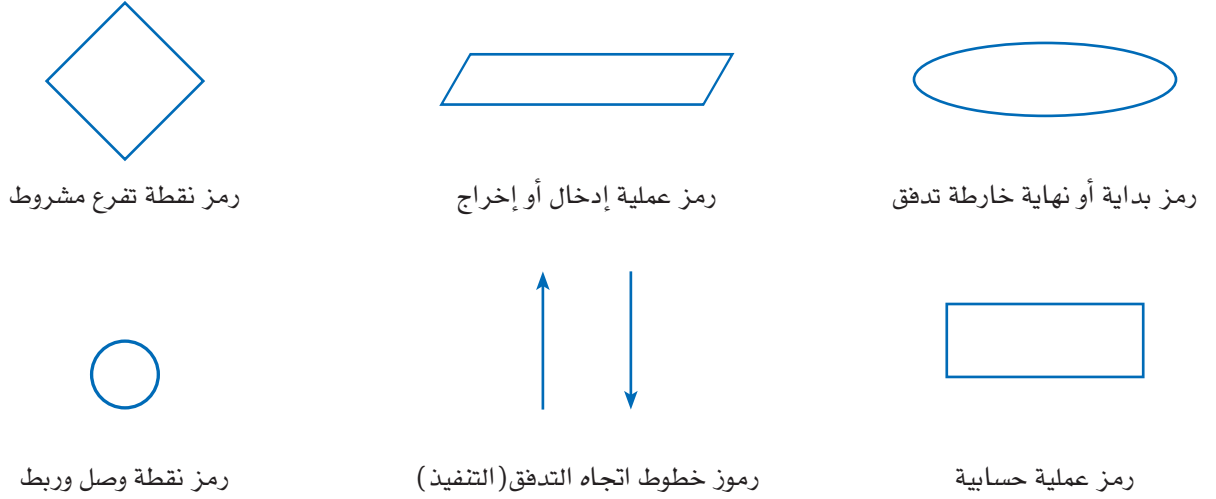 رمز بداية أو نهاية خارطة تدفق
رمز عملية إدخال أو إخراج
رمز نقطة تفرع مشروط
رمز عملية حسابية
رموز خطوط اتجاه التدفق(التنفيذ)
رمز نقطة وصل وربط